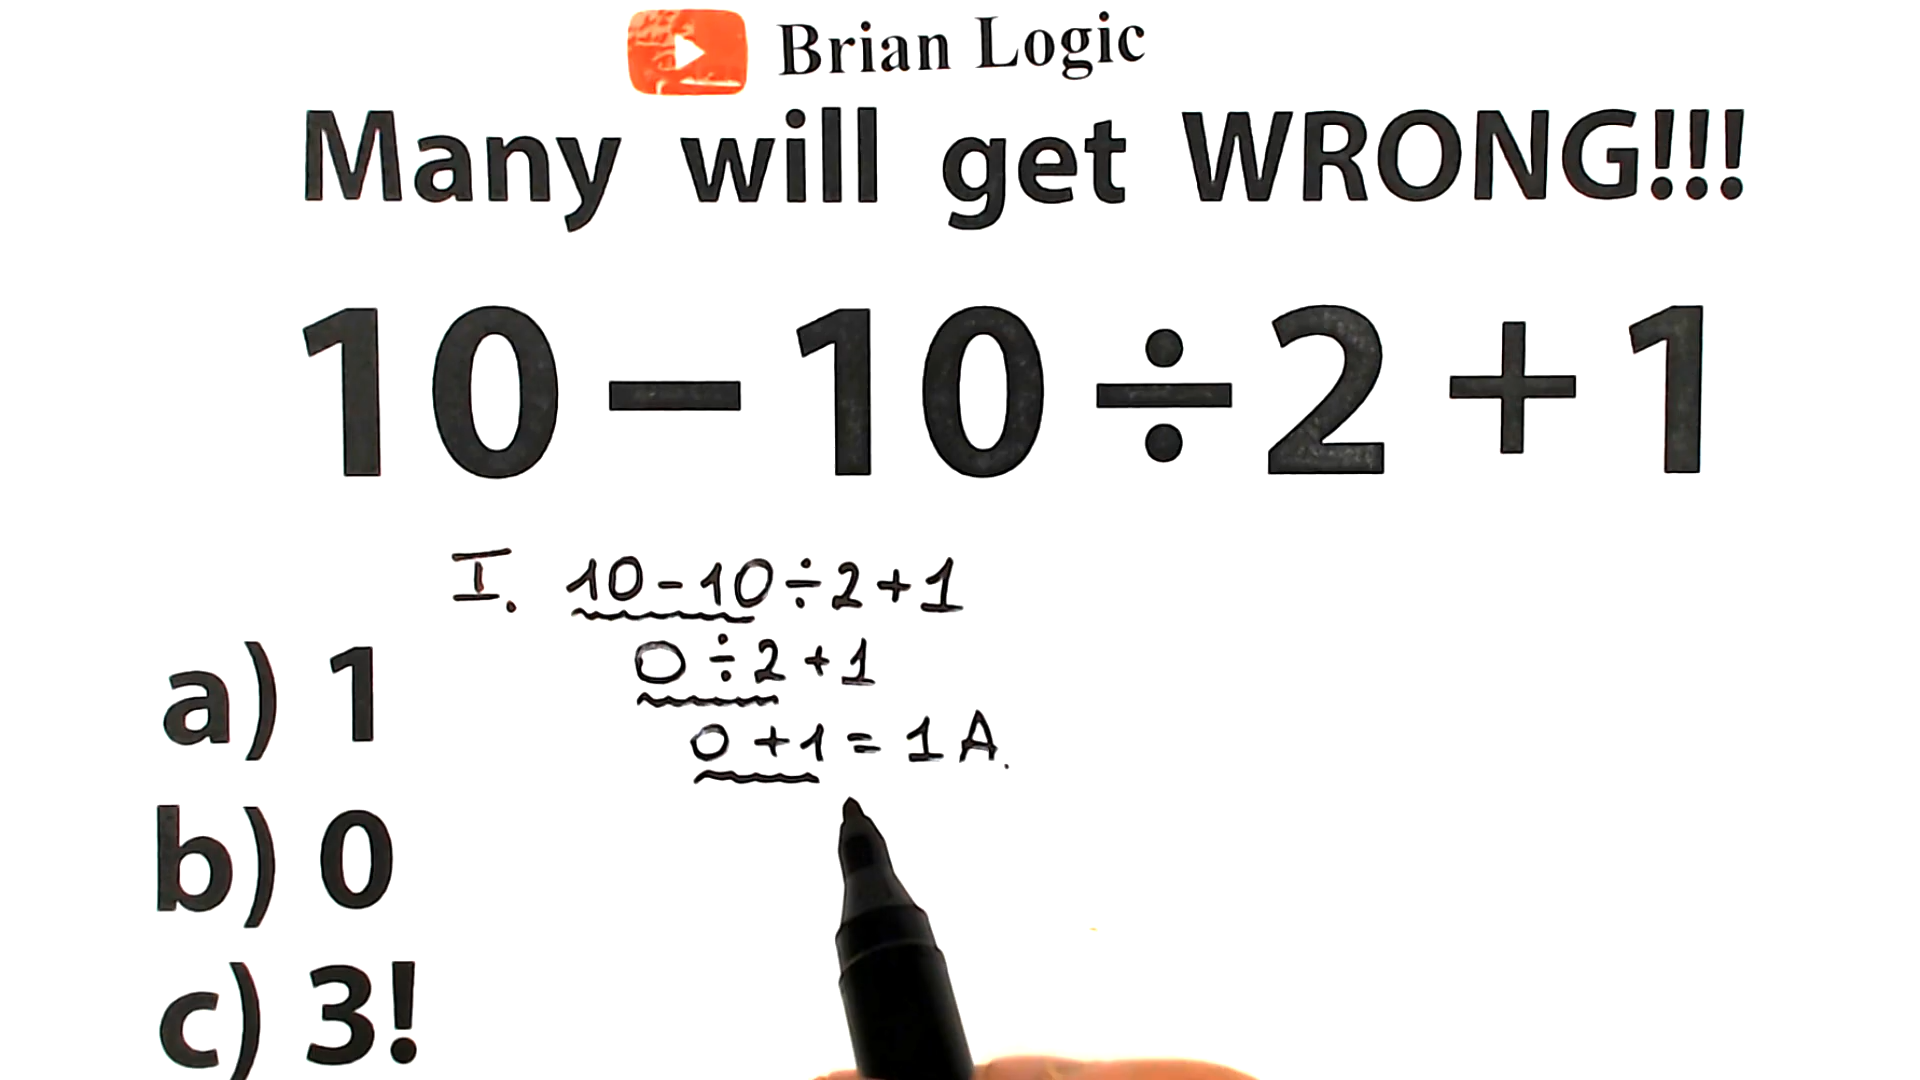 Brian Logic
Many will get WRONG!!!
10−10÷2+1
I. 10-10÷2+1
0÷2+1
0+1=1 A.
a) 1
b) 0
c) 3!